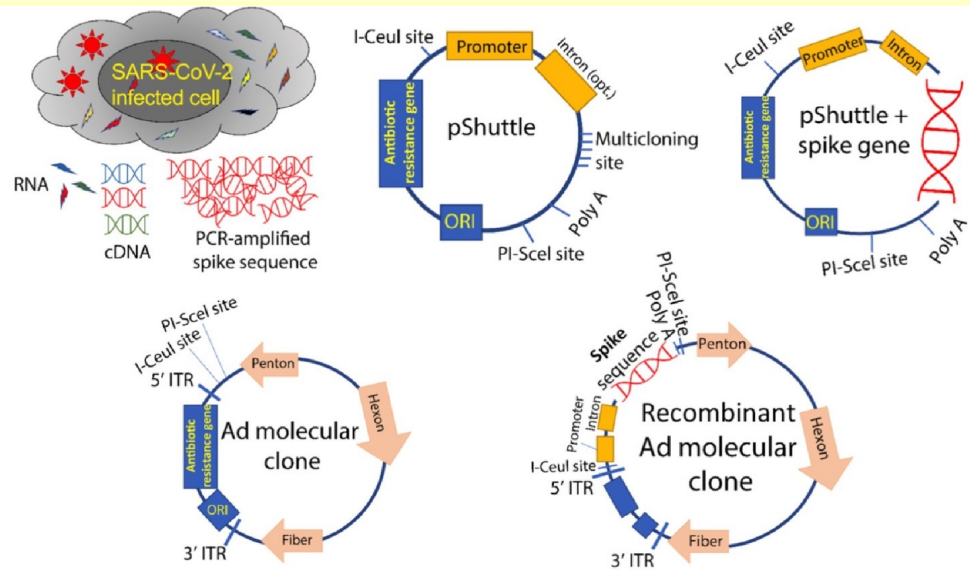 SARS-CoV-2
infected cell
RNA
cDNA
PCR-amplified
spike sequence
I-CeuI site
Promoter
Intron (opt.)
Antibiotic
resistance gene
pShuttle
Multicloning
site
ORI
Poly A
PI-SceI site
I-CeuI site
Promoter
Intron
Antibiotic
resistance gene
pShuttle +
spike gene
ORI
PI-SceI site
Poly A
PI-SceI site
I-CeuI site
5' ITR
Penton
Hexon
Antibiotic
resistance gene
Ad molecular
clone
ORI
3' ITR
Fiber
PI-SceI site
Poly A
Spike
sequence
Penton
Intron
Promoter
Recombinant
Ad molecular
clone
Hexon
I-CeuI site
5' ITR
3' ITR
Fiber